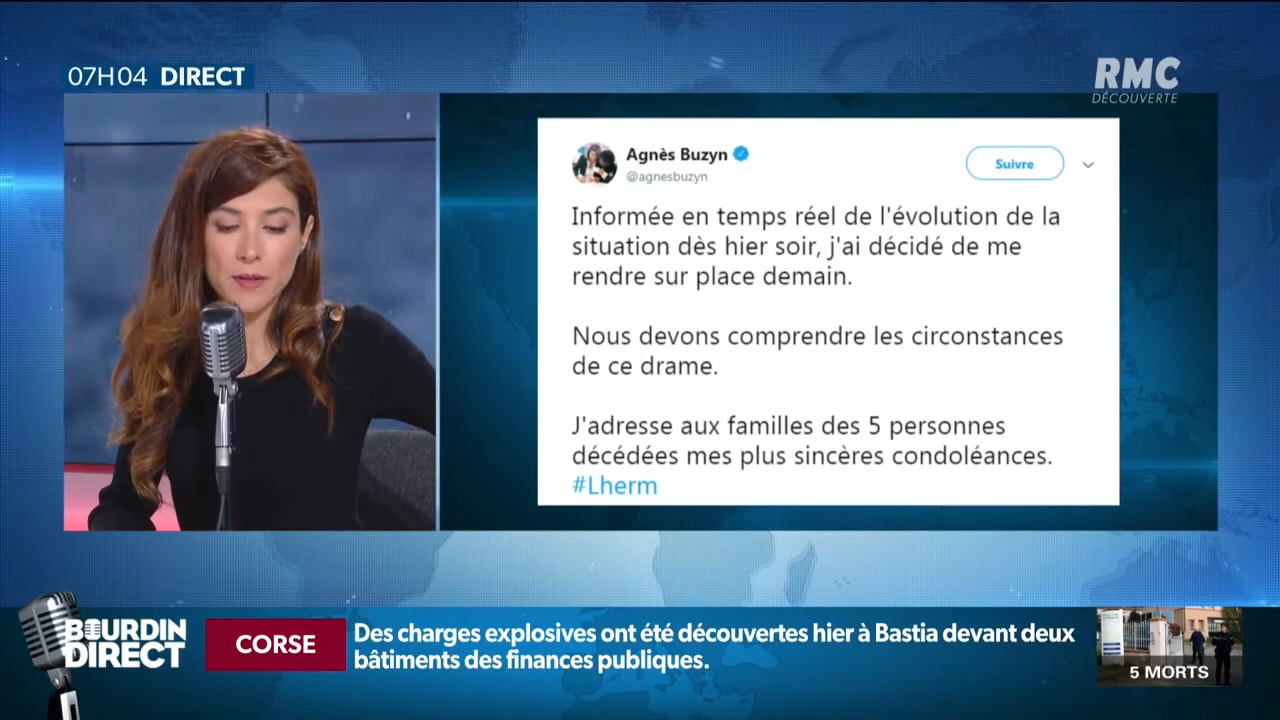 07H04 DIRECT
RMC
DÉCOUVERTE
Agnès Buzyn
@agnesbuzyn
Suivre
Informée en temps réel de l'évolution de la
situation dès hier soir, j'ai décidé de me
rendre sur place demain.
Nous devons comprendre les circonstances
de ce drame.
J'adresse aux familles des 5 personnes
décédées mes plus sincères condoléances.
#Lherm
BOURDIN
DIRECT
CORSE
Des charges explosives ont été découvertes hier à Bastia devant deux
bâtiments des finances publiques.
5 MORTS